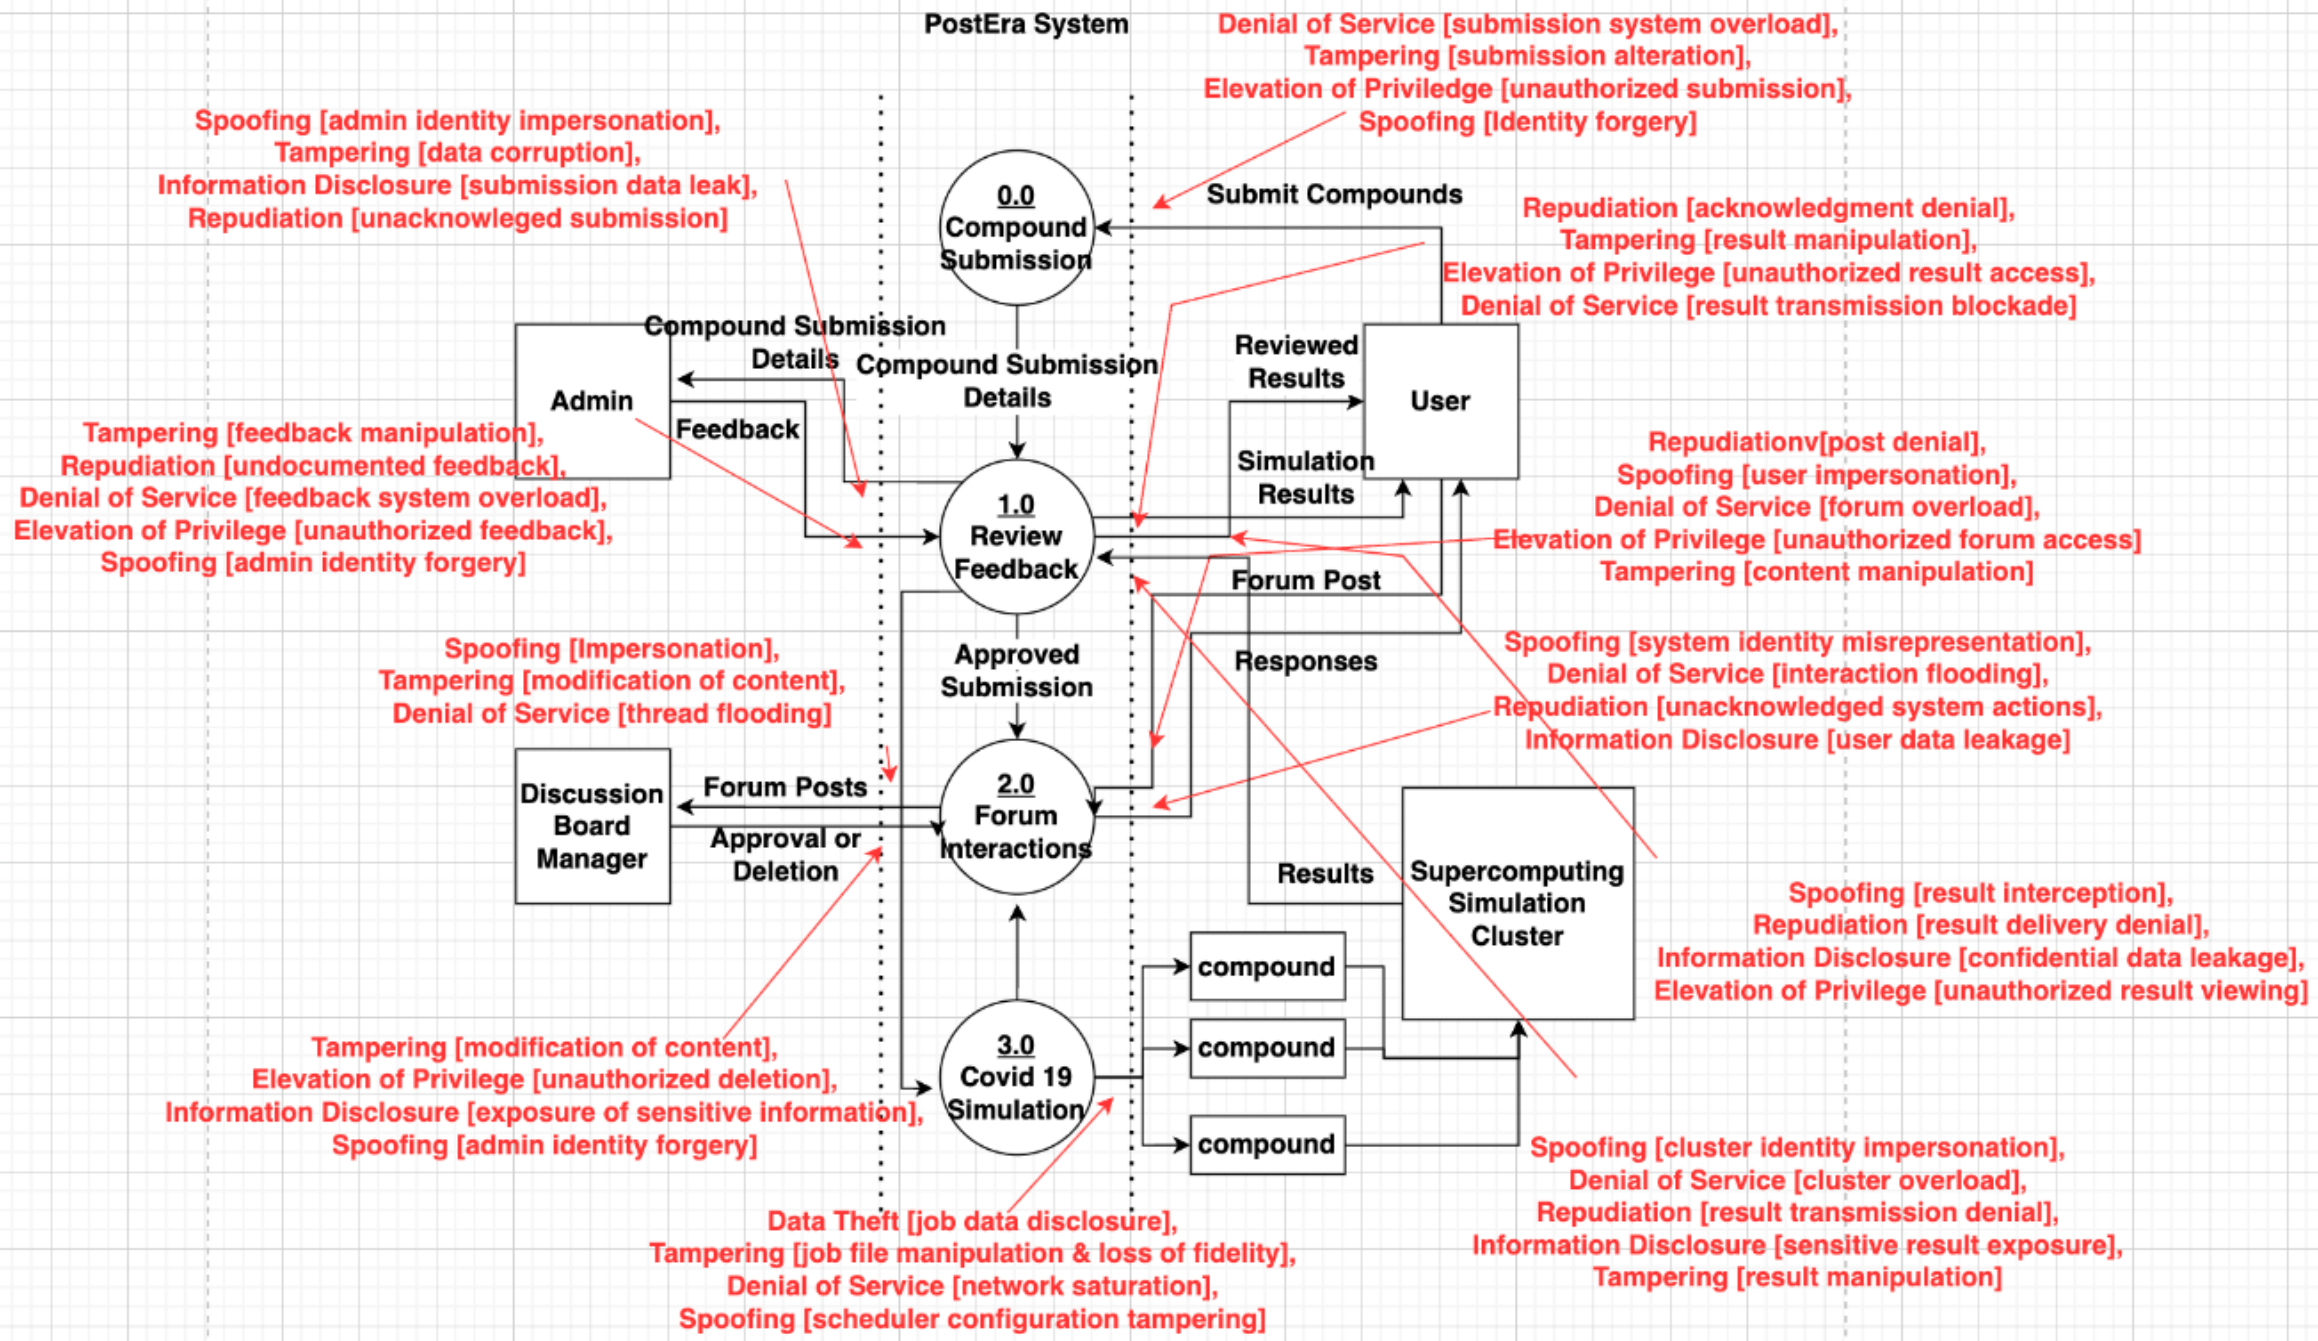 PostEra System
Denial of Service [submission system overload],
Tampering [submission alteration],
Elevation of Priviledge [unauthorized submission],
Spoofing [Identity forgery]
Spoofing [admin identity impersonation],
Tampering [data corruption],
Information Disclosure [submission data leak],
Repudiation [unacknowleged submission]
0.0
Compound
Submission
Submit Compounds
Repudiation [acknowledgment denial],
Tampering [result manipulation],
Elevation of Privilege [unauthorized result access],
Denial of Service [result transmission blockade]
Compound Submission
Details
Compound Submission
Details
Reviewed
Results
Admin
User
Feedback
Tampering [feedback manipulation],
Repudiation [undocumented feedback],
Denial of Service [feedback system overload],
Elevation of Privilege [unauthorized feedback],
Spoofing [admin identity forgery]
Simulation
Results
1.0
Review
Feedback
Repudiationv[post denial],
Spoofing [user impersonation],
Denial of Service [forum overload],
Elevation of Privilege [unauthorized forum access]
Tampering [content manipulation]
Forum Post
Spoofing [Impersonation],
Tampering [modification of content],
Denial of Service [thread flooding]
Approved
Submission
Responses
Spoofing [system identity misrepresentation],
Denial of Service [interaction flooding],
Repudiation [unacknowledged system actions],
Information Disclosure [user data leakage]
Discussion
Board
Manager
Forum Posts
Approval or
Deletion
2.0
Forum
Interactions
Results
Supercomputing
Simulation
Cluster
Spoofing [result interception],
Repudiation [result delivery denial],
Information Disclosure [confidential data leakage],
Elevation of Privilege [unauthorized result viewing]
compound
compound
compound
Tampering [modification of content],
Elevation of Privilege [unauthorized deletion],
Information Disclosure [exposure of sensitive information],
Spoofing [admin identity forgery]
3.0
Covid 19
Simulation
Spoofing [cluster identity impersonation],
Denial of Service [cluster overload],
Repudiation [result transmission denial],
Information Disclosure [sensitive result exposure],
Tampering [result manipulation]
Data Theft [job data disclosure],
Tampering [job file manipulation & loss of fidelity],
Denial of Service [network saturation],
Spoofing [scheduler configuration tampering]